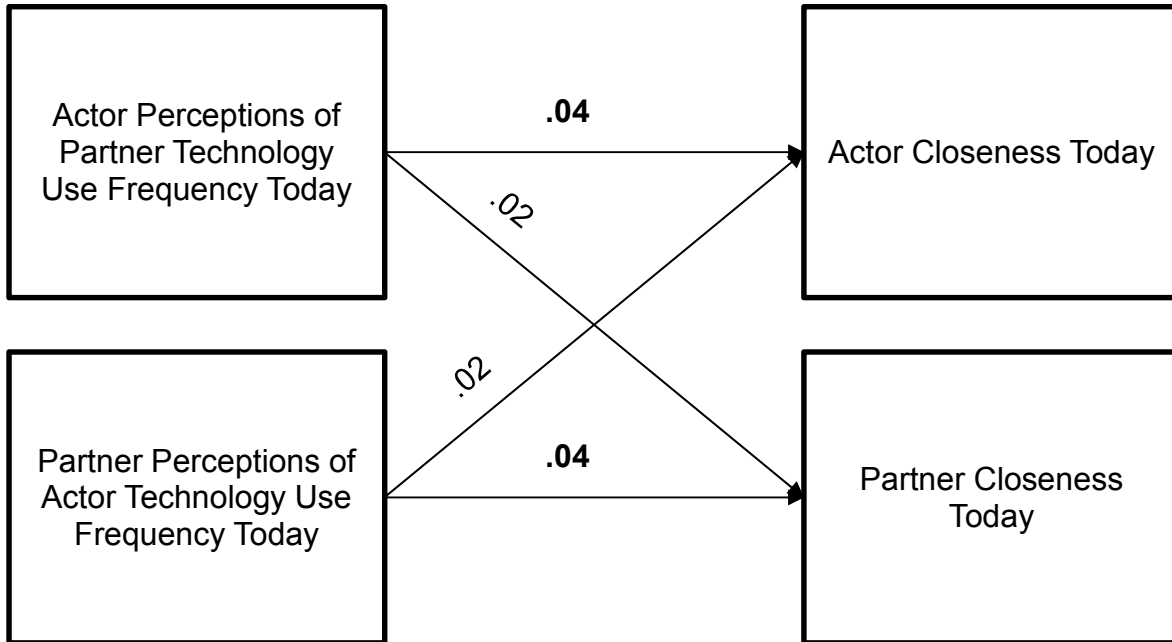 Actor Perceptions of
Partner Technology
Use Frequency Today
.04
Actor Closeness Today
.02
.02
Partner Perceptions of
Actor Technology Use
Frequency Today
.04
Partner Closeness
Today